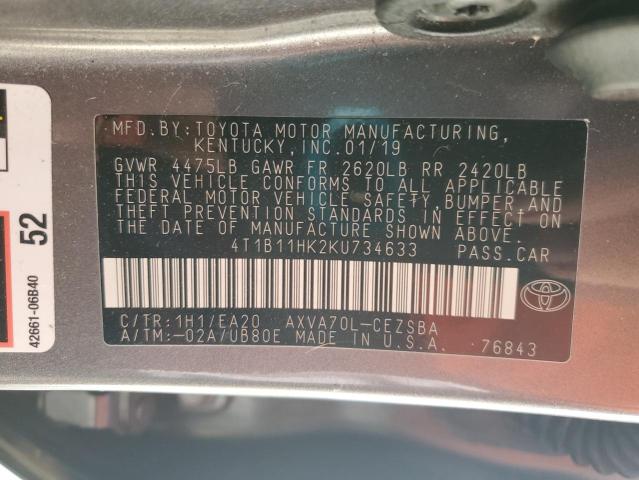 MFD.BY:TOYOTA MOTOR MANUFACTURING,
KENTUCKY,INC.01/19
GVWR 4475LB GAWR FR 2620LB RR 2420LB
THIS VEHICLE CONFORMS TO ALL APPLICABLE
FEDERAL MOTOR VEHICLE SAFETY,BUMPER,AND
THEFT PREVENTION STANDARDS IN EFFECT ON
THE DATE OF MANUFACTURE SHOWN ABOVE.
4T1B11HK2KU734633 PASS.CAR
C/TR:1H1/EA20 AXVA70L-CEZSBA
A/TM:-02A/UB80E MADE IN U.S.A. 76843
52
42661-06B40